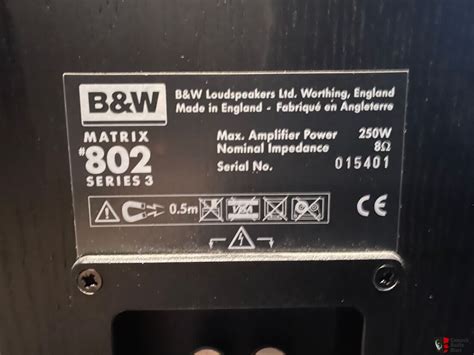 B&W
B&W Loudspeakers Ltd. Worthing, England
Made in England - Fabriqué en Angleterre
MATRIX
#802
SERIES 3
Max. Amplifier Power 250W
Nominal Impedance 8Ω
Serial No. 015401
0.5m
CE